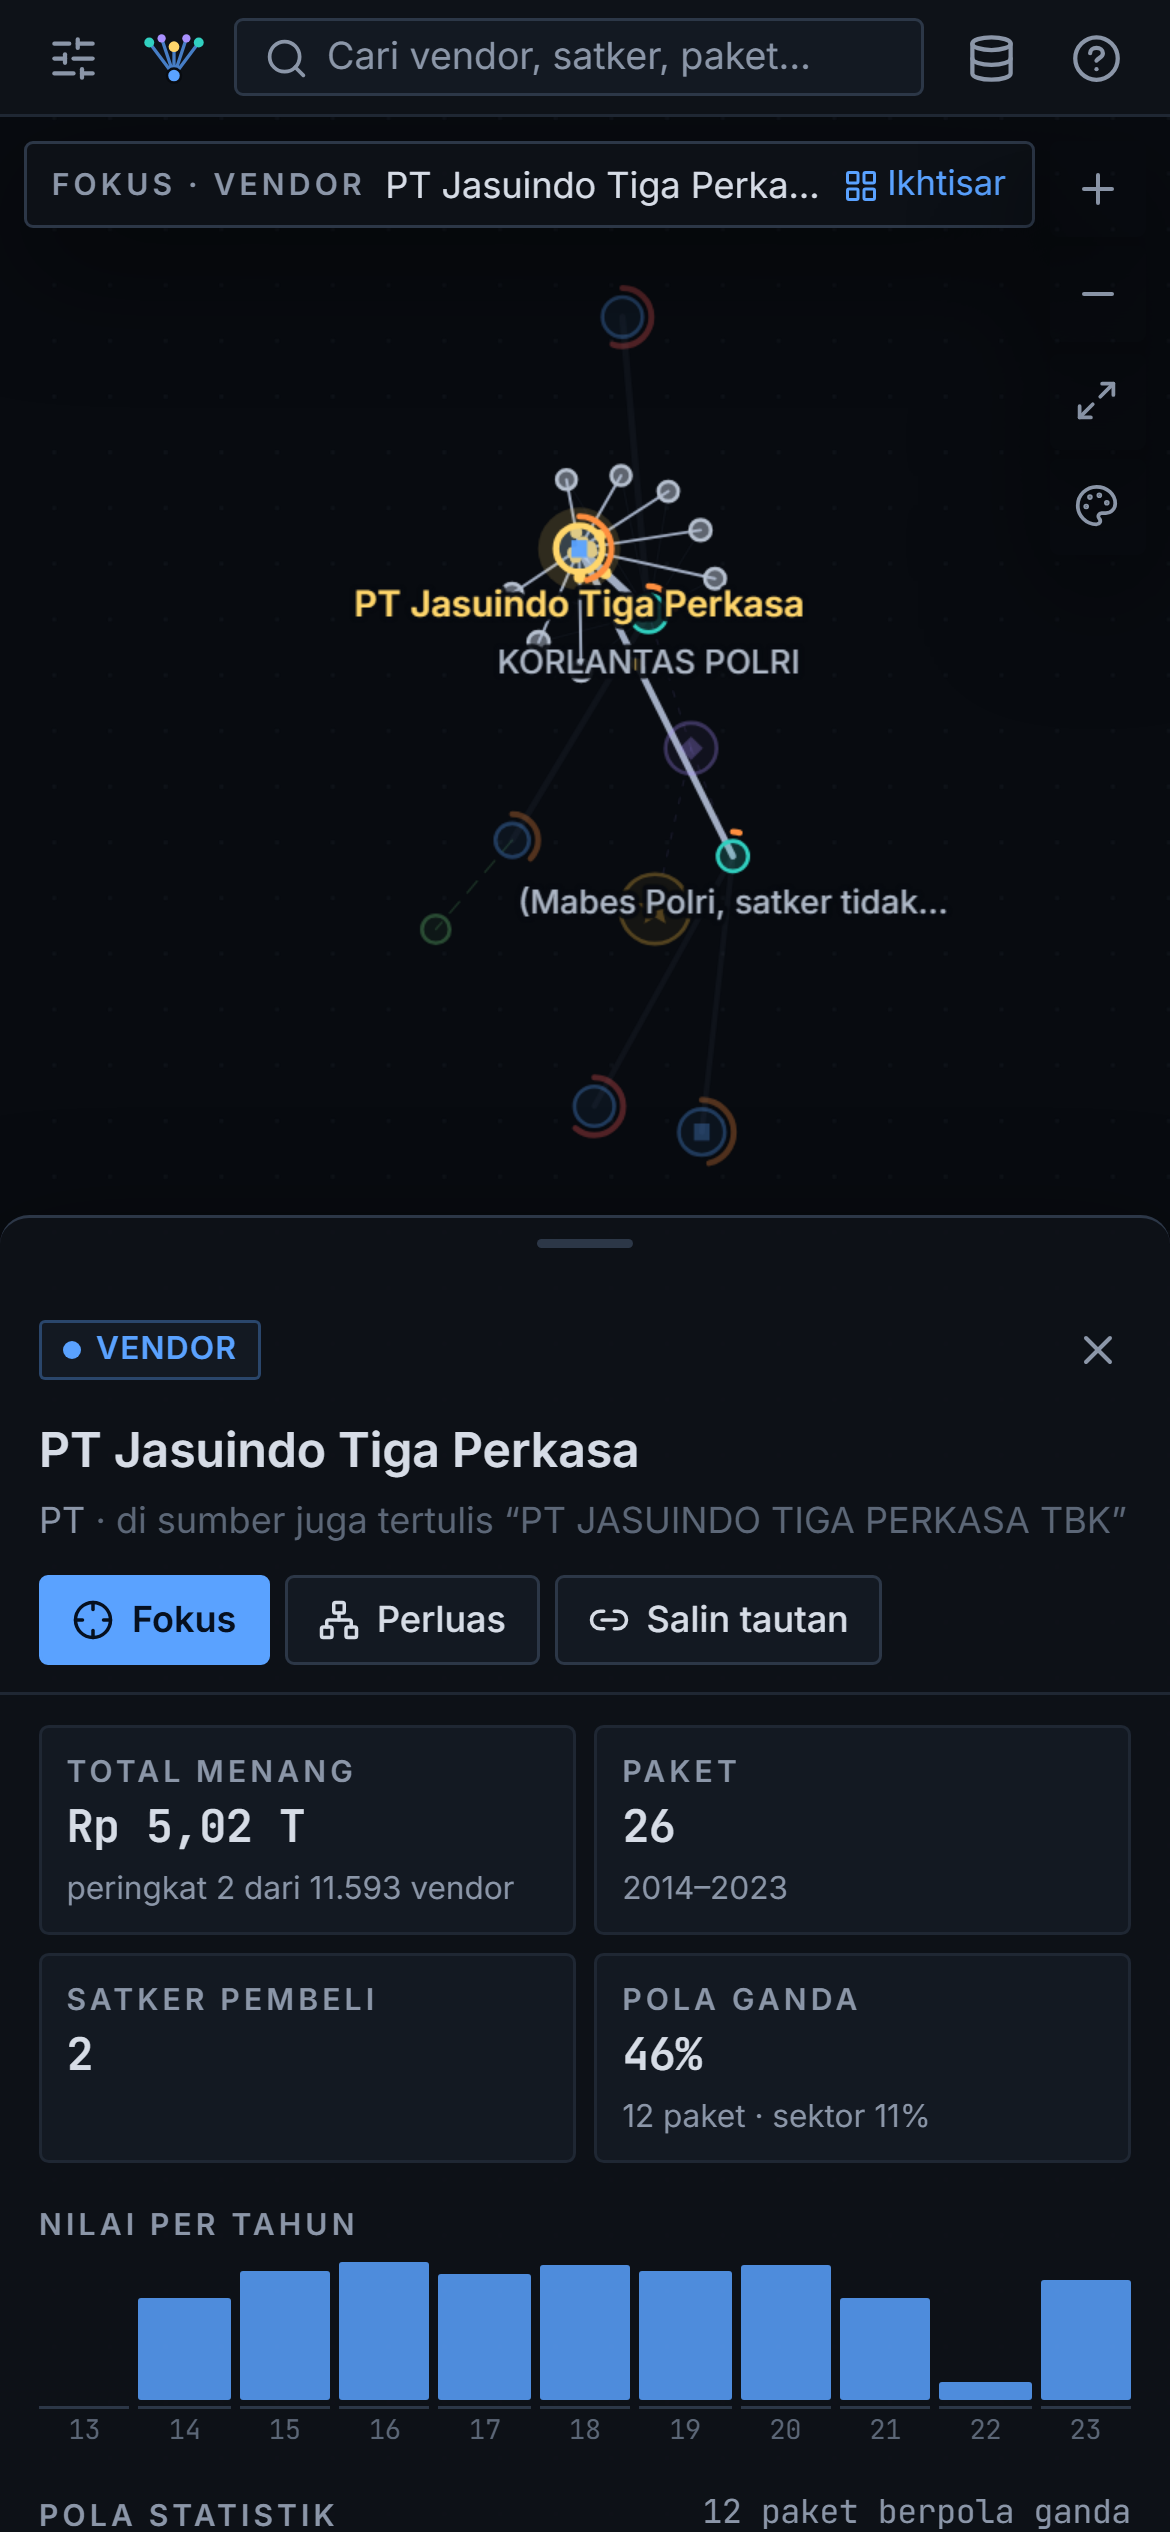 Cari vendor, satker, paket...
FOKUS · VENDOR PT Jasuindo Tiga Perka... Ikhtisar
PT Jasuindo Tiga Perkasa
KORLANTAS POLRI
(Mabes Polri, satker tidak...
VENDOR
PT Jasuindo Tiga Perkasa
PT · di sumber juga tertulis “PT JASUINDO TIGA PERKASA TBK”
Fokus Perluas Salin tautan
TOTAL MENANG
Rp 5,02 T
peringkat 2 dari 11.593 vendor
PAKET
26
2014–2023
SATKER PEMBELI
2
POLA GANDA
46%
12 paket · sektor 11%
NILAI PER TAHUN
13 14 15 16 17 18 19 20 21 22 23
POLA STATISTIK 12 paket berpola ganda